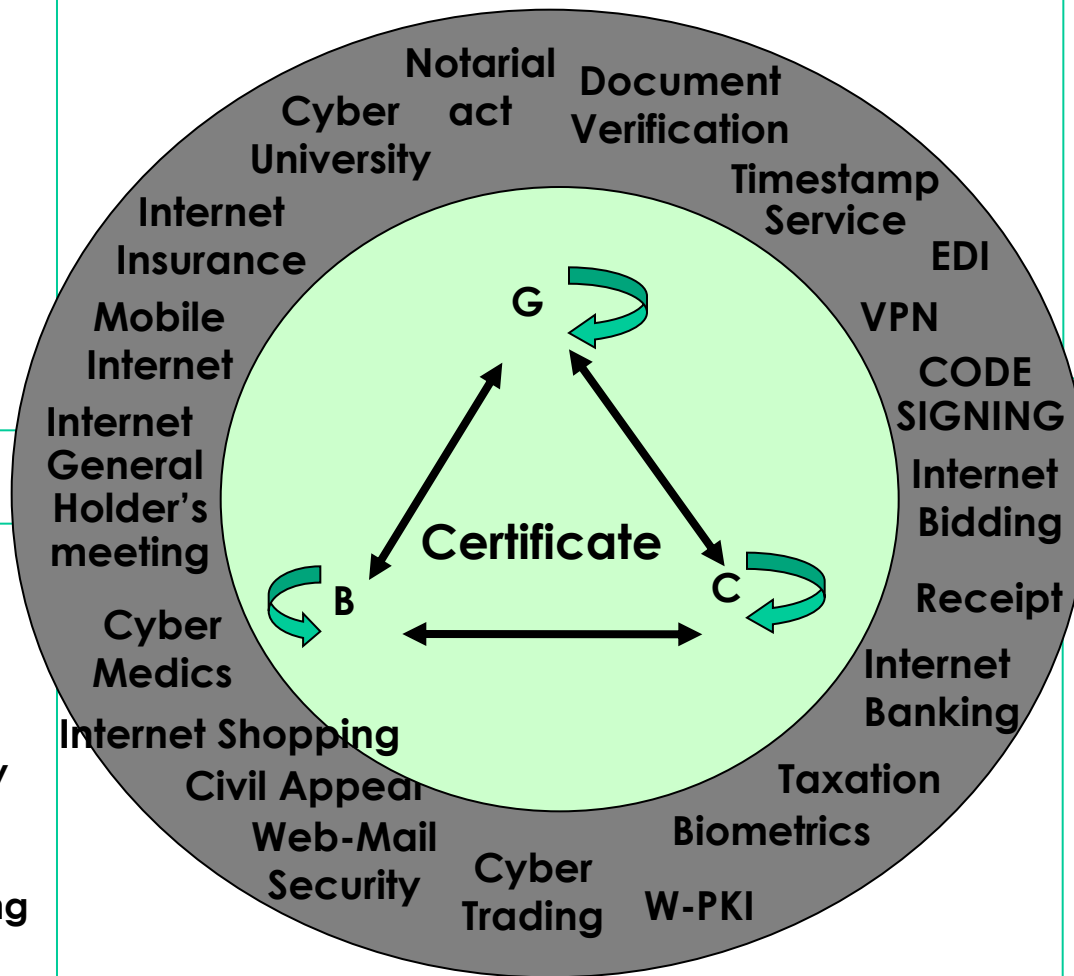 Notarial
act
Document
Verification
Cyber
University
Timestamp
Service
Internet
Insurance
EDI
Mobile
Internet
VPN
CODE
SIGNING
Internet
General
Holder's
meeting
Internet
Bidding
G
Certificate
B
C
Receipt
Cyber
Medics
Internet
Banking
Internet Shopping
Civil Appeal
Taxation
Web-Mail
Security
Biometrics
Cyber
Trading
W-PKI